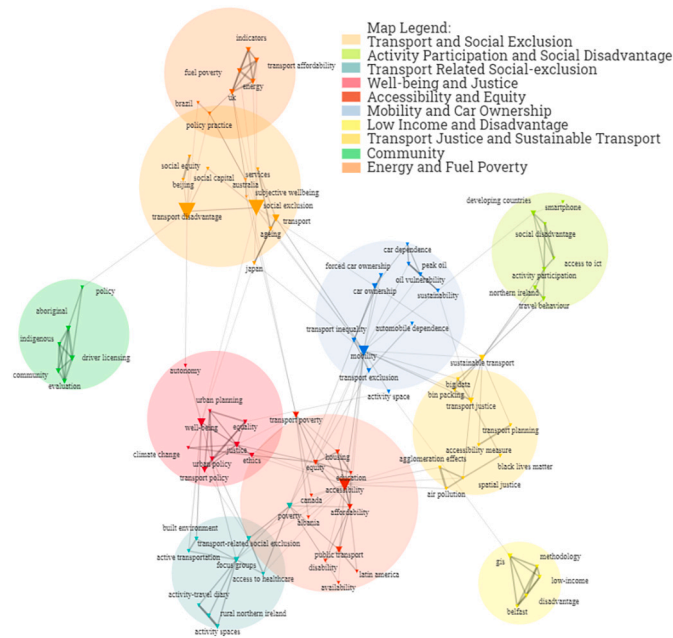 Map Legend:
Transport and Social Exclusion
Activity Participation and Social Disadvantage
Transport Related Social-exclusion
Well-being and Justice
Accessibility and Equity
Mobility and Car Ownership
Low Income and Disadvantage
Transport Justice and Sustainable Transport
Community
Energy and Fuel Poverty
indicators
transport affordability
fuel poverty
energy
uk
brazil
policy practice
social equity
services
social capital
beijing
australia
subjective wellbeing
social exclusion
transport disadvantage
transport
ageing
japan
developing countries
smartphone
social disadvantage
access to ict
activity participation
northern ireland
travel behaviour
car dependence
forced car ownership
peak oil
oil vulnerability
car ownership
sustainability
transport inequality
automobile dependence
mobility
transport exclusion
activity space
policy
aboriginal
indigenous
driver licensing
community
evaluation
sustainable transport
big data
bin packing
transport justice
transport planning
accessibility measure
agglomeration effects
black lives matter
spatial justice
air pollution
autonomy
urban planning
well-being
equality
justice
climate change
ethics
urban policy
transport policy
transport poverty
housing
equity
education
accessibility
canada
affordability
poverty
albania
public transport
disability
latin america
availability
built environment
transport-related social exclusion
active transportation
focus groups
access to healthcare
activity-travel diary
rural northern ireland
activity spaces
gis
methodology
low-income
disadvantage
belfast